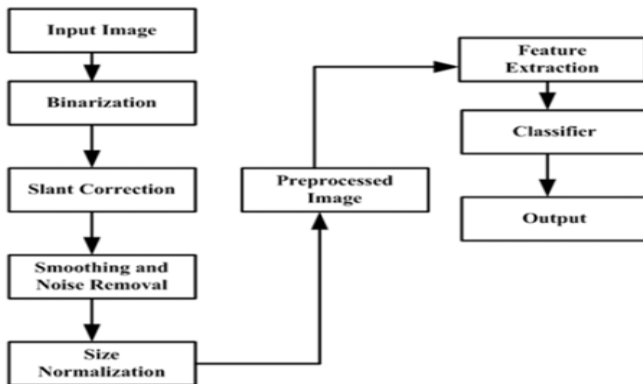 Input Image
Binarization
Slant Correction
Smoothing and
Noise Removal
Size
Normalization
Preprocessed
Image
Feature
Extraction
Classifier
Output